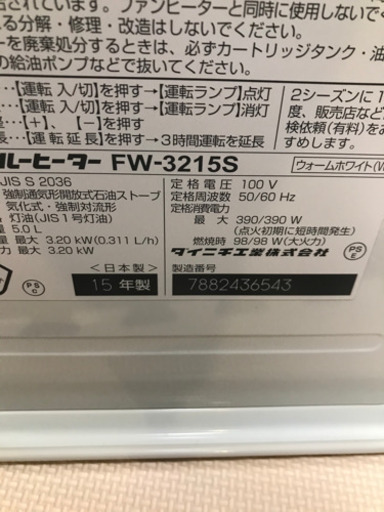 ファンヒーターと同時に使用しないで
分解・修理・改造はしないでください。
を廃棄処分するときは、必ずカートリッジタンク・油
の給油ポンプなどで抜いてください。
…【運転 入/切】を押す→【運転ランプ】点灯
…【運転 入/切】を押す→【運転ランプ】消灯
…【＋】、【－】を押す
…【運転延長】を押す→3時間運転を延長
2シーズンに1
度、販売店な
検依頼(有料)をお
すめします。
ルーヒーター FW-3215S
ウォームホワイト(W
JIS S 2036
強制通気形開放式石油ストーブ
気化式・強制対流形
灯油(JIS1号灯油)
5.0 L
量 最大 3.20 kW(0.311 L/h)
力 最大 3.20 kW
定格電圧 100 V
定格周波数 50/60 Hz
定格消費電力
最大 390/390 W
(点火初期に短時間発生)
燃焼時 98/98 W(大火力)
ダイニチ工業株式会社
PS
E
＜日本製＞
製造番号
PS
C
15 年製
7882436543